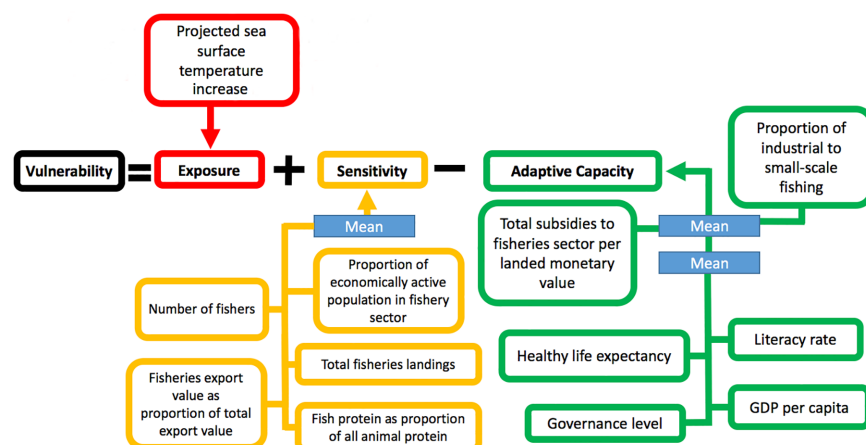 Projected sea
surface
temperature
increase
Vulnerability = Exposure + Sensitivity − Adaptive Capacity
Proportion of
industrial to
small-scale
fishing
Mean
Total subsidies to
fisheries sector per
landed monetary
value
Mean
Mean
Number of fishers
Proportion of
economically active
population in fishery
sector
Total fisheries landings
Fisheries export
value as
proportion of total
export value
Fish protein as proportion
of all animal protein
Healthy life expectancy
Literacy rate
Governance level
GDP per capita